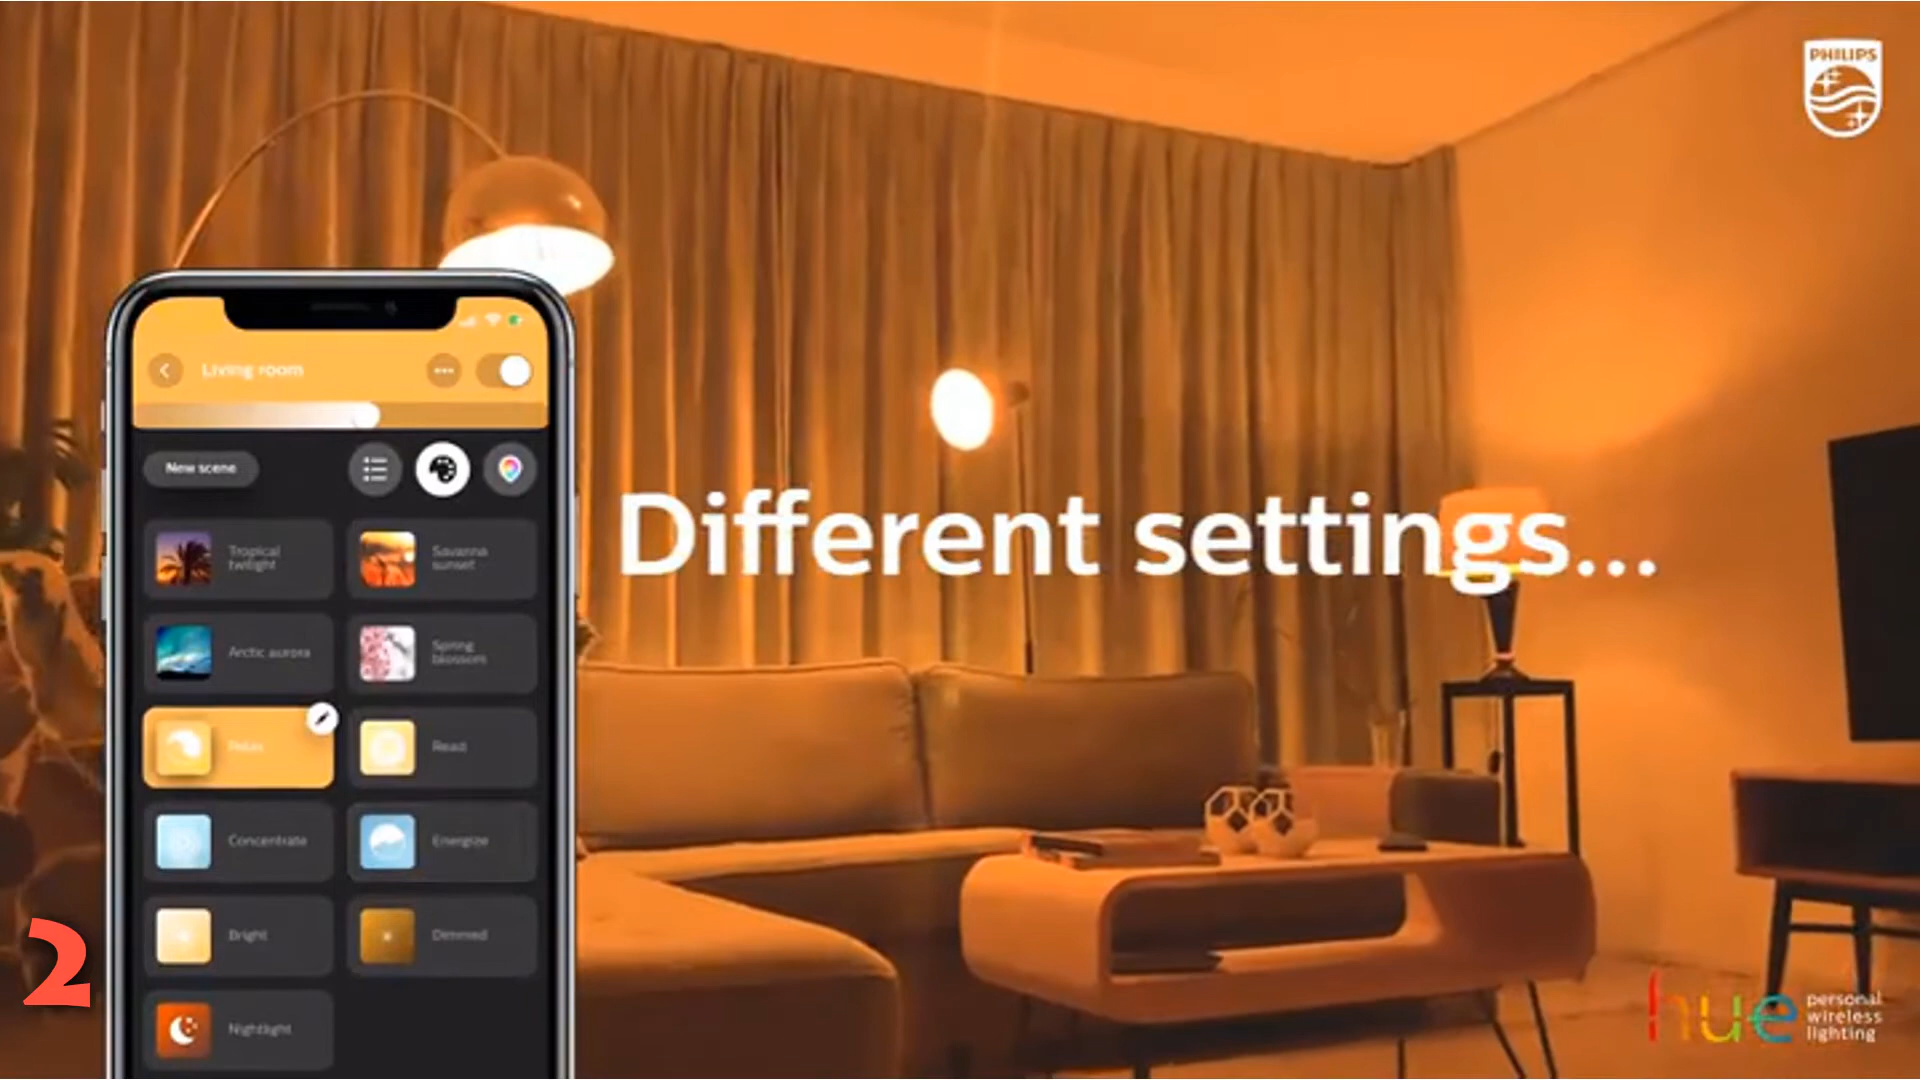 PHILIPS
Living room
New scene
Tropical
twilight
Savanna
sunset
Arctic aurora
Spring
blossom
Relax
Read
Concentrate
Energize
Bright
Dimmed
Nightlight
Different settings...
2
hue personal
wireless
lighting